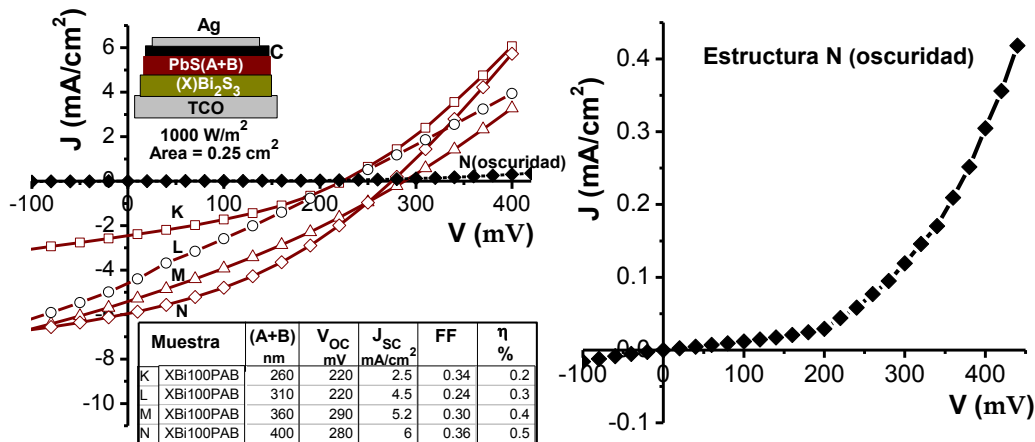 Ag
C
PbS(A+B)
(X)Bi₂S₃
TCO
1000 W/m²
Area = 0.25 cm²
J (mA/cm²)
6
4
2
0
-2
-4
-6
-8
-10
-100
0
100
200
300
400
V (mV)
N(oscuridad)
K
L
M
N
Muestra (A+B) nm V_OC mV J_SC mA/cm² FF η %
K XBi100PAB 260 220 2.5 0.34 0.2
L XBi100PAB 310 220 4.5 0.24 0.3
M XBi100PAB 360 290 5.2 0.30 0.4
N XBi100PAB 400 280 6 0.36 0.5
Estructura N (oscuridad)
J (mA/cm²)
0.4
0.3
0.2
0.1
0.0
-0.1
-100
0
100
200
300
400
V (mV)